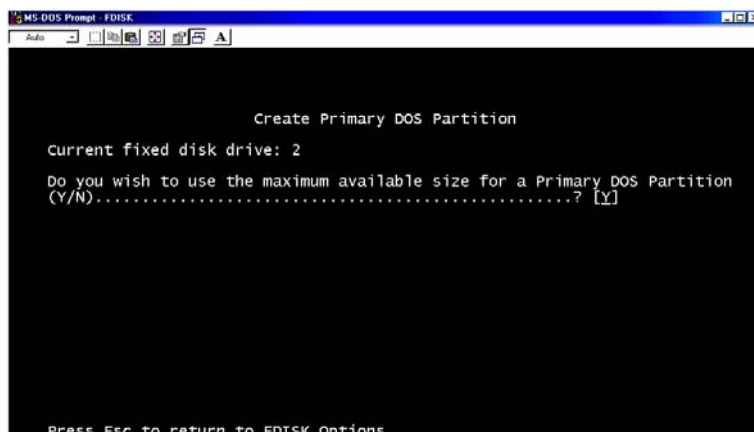 MS-DOS Prompt - FDISK
Auto
A
Create Primary DOS Partition
Current fixed disk drive: 2
Do you wish to use the maximum available size for a Primary DOS Partition
(Y/N)...................................................? [Y]
Press Esc to return to FDISK Options